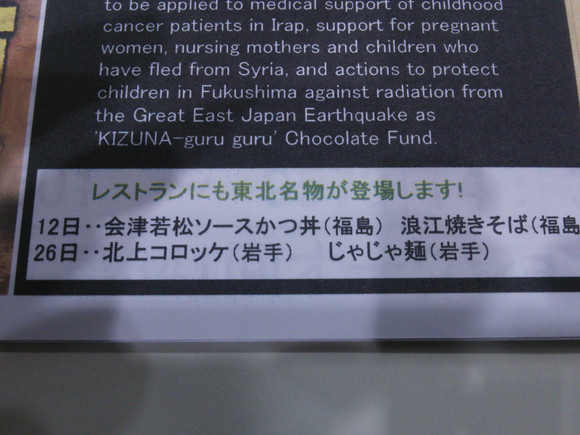 to be applied to medical support of childhood
cancer patients in Irap, support for pregnant
women, nursing mothers and children who
have fled from Syria, and actions to protect
children in Fukushima against radiation from
the Great East Japan Earthquake as
'KIZUNA-guru guru' Chocolate Fund.
レストランにも東北名物が登場します!
12日‥会津若松ソースかつ丼(福島) 浪江焼きそば(福島
26日‥北上コロッケ(岩手) じゃじゃ麺(岩手)